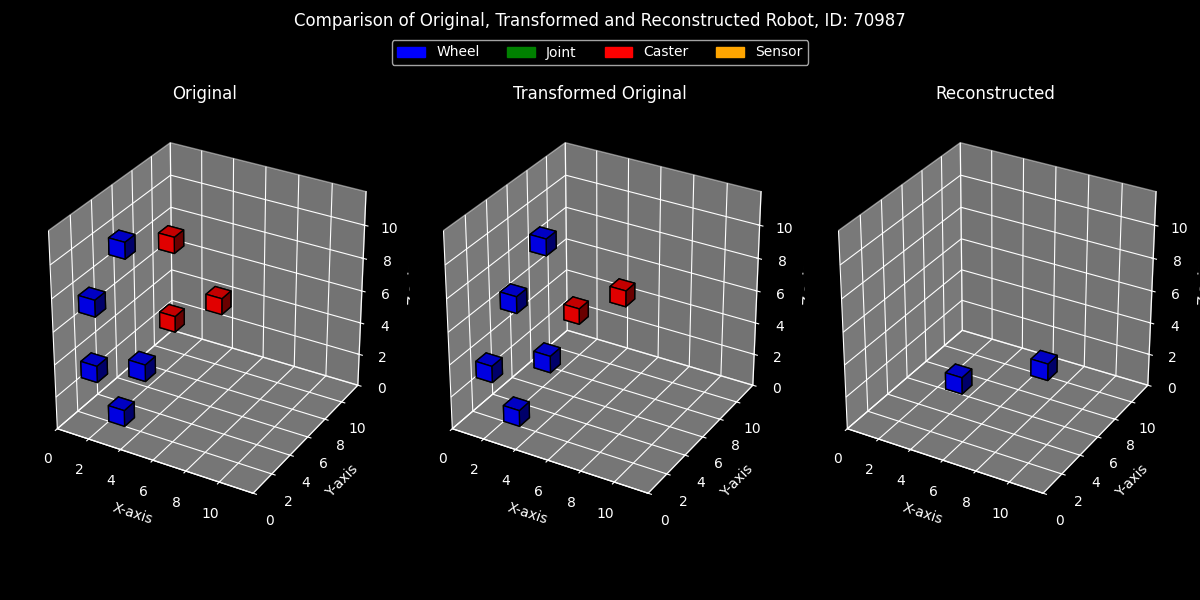 Comparison of Original, Transformed and Reconstructed Robot, ID: 70987
Wheel Joint Caster Sensor
Original Transformed Original Reconstructed
10 10 10
8 8 8
6 6 6
4 4 4
2 2 2
0 0 0
0 2 4 6 8 10 0 2 4 6 8 10
0 2 4 6 8 10 0 2 4 6 8 10
0 2 4 6 8 10 0 2 4 6 8 10
X-axis Y-axis X-axis Y-axis X-axis Y-axis